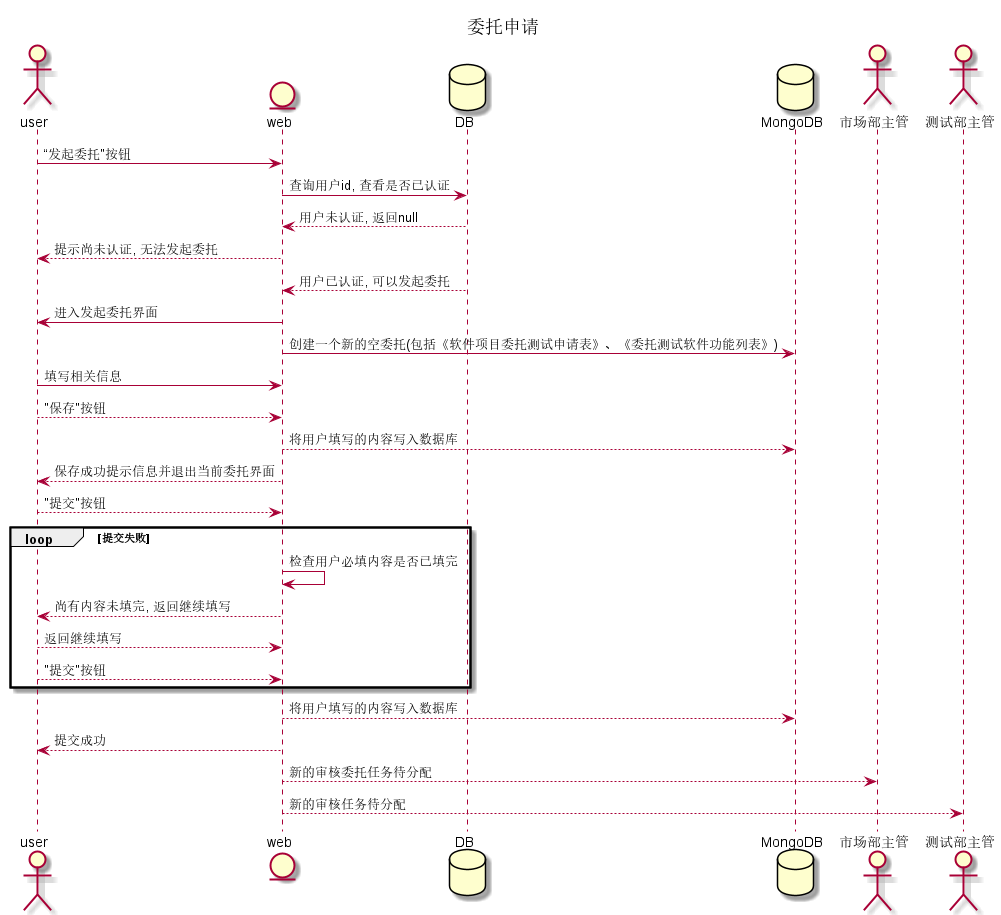 委托申请
user
web
DB
MongoDB
市场部主管
测试部主管
“发起委托”按钮
查询用户id, 查看是否已认证
用户未认证, 返回null
提示尚未认证, 无法发起委托
用户已认证, 可以发起委托
进入发起委托界面
创建一个新的空委托(包括《软件项目委托测试申请表》、《委托测试软件功能列表》)
填写相关信息
"保存"按钮
将用户填写的内容写入数据库
保存成功提示信息并退出当前委托界面
"提交"按钮
loop
[提交失败]
检查用户必填内容是否已填完
尚有内容未填完, 返回继续填写
返回继续填写
"提交"按钮
将用户填写的内容写入数据库
提交成功
新的审核委托任务待分配
新的审核任务待分配
user
web
DB
MongoDB
市场部主管
测试部主管